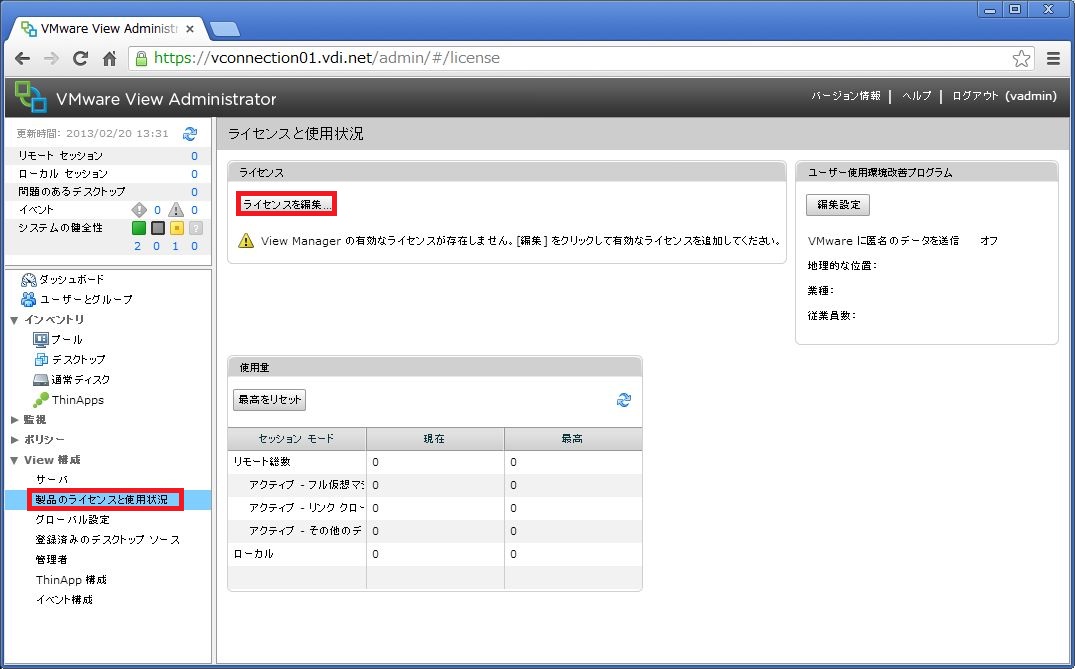 VMware View Administr
https://vconnection01.vdi.net/admin/#/license
VMware View Administrator
バージョン情報 | ヘルプ | ログアウト (vadmin)
更新時間: 2013/02/20 13:31
リモート セッション 0
ローカル セッション 0
問題のあるデスクトップ 0
イベント 0 0
システムの健全性
2 0 1 0
ダッシュボード
ユーザーとグループ
インベントリ
プール
デスクトップ
通常ディスク
ThinApps
監視
ポリシー
View 構成
サーバ
製品のライセンスと使用状況
グローバル設定
登録済みのデスクトップ ソース
管理者
ThinApp 構成
イベント構成
ライセンスと使用状況
ライセンス
ライセンスを編集...
View Manager の有効なライセンスが存在しません。[編集] をクリックして有効なライセンスを追加してください。
ユーザー使用環境改善プログラム
編集設定
VMware に匿名のデータを送信 オフ
地理的な位置:
業種:
従業員数:
使用量
最高をリセット
セッション モード 現在 最高
リモート総数 0 0
アクティブ - フル仮想マシ 0 0
アクティブ - リンク クロー 0 0
アクティブ - その他のデ 0 0
ローカル 0 0